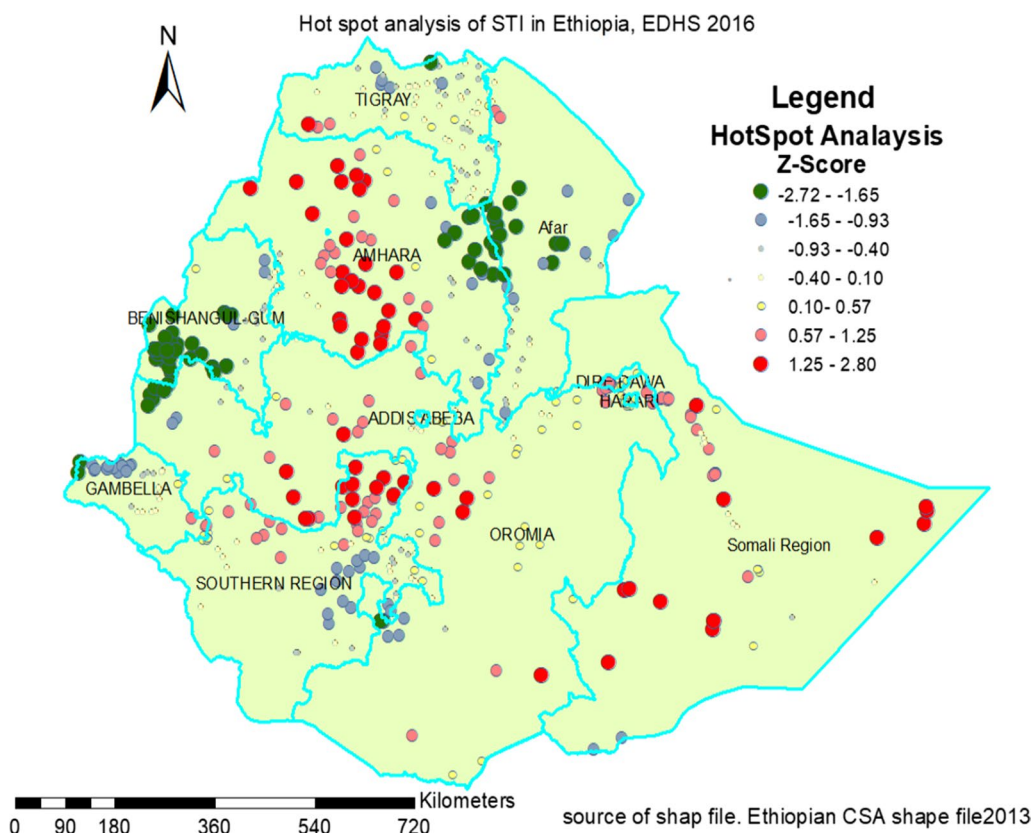 Hot spot analysis of STI in Ethiopia, EDHS 2016
N
TIGRAY
Legend
HotSpot Analaysis
Z-Score
-2.72 - -1.65
-1.65 - -0.93
-0.93 - -0.40
-0.40 - 0.10
0.10- 0.57
0.57 - 1.25
1.25 - 2.80
Afar
AMHARA
BENISHANGUL-GUM
DIRE DAWA
HARARI
ADDIS ABEBA
GAMBELLA
OROMIA
Somali Region
SOUTHERN REGION
Kilometers
0 90 180 360 540 720
source of shap file. Ethiopian CSA shape file2013